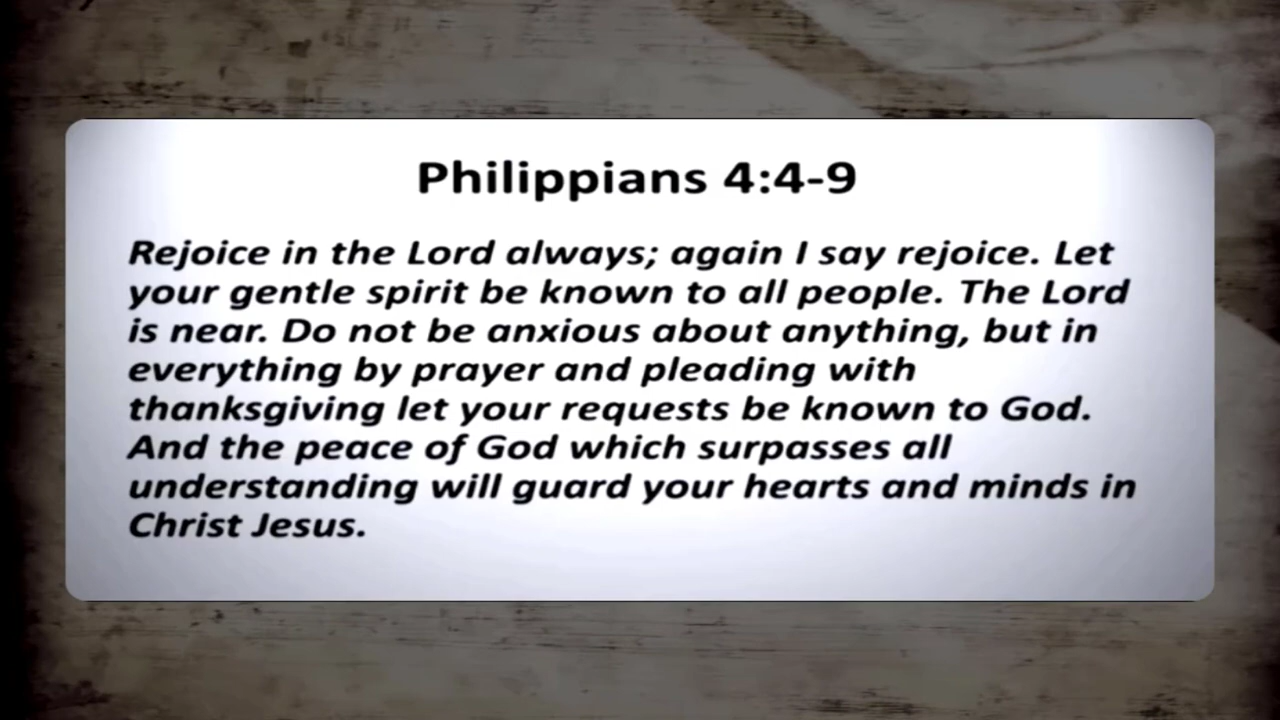 Philippians 4:4-9
Rejoice in the Lord always; again I say rejoice. Let
your gentle spirit be known to all people. The Lord
is near. Do not be anxious about anything, but in
everything by prayer and pleading with
thanksgiving let your requests be known to God.
And the peace of God which surpasses all
understanding will guard your hearts and minds in
Christ Jesus.